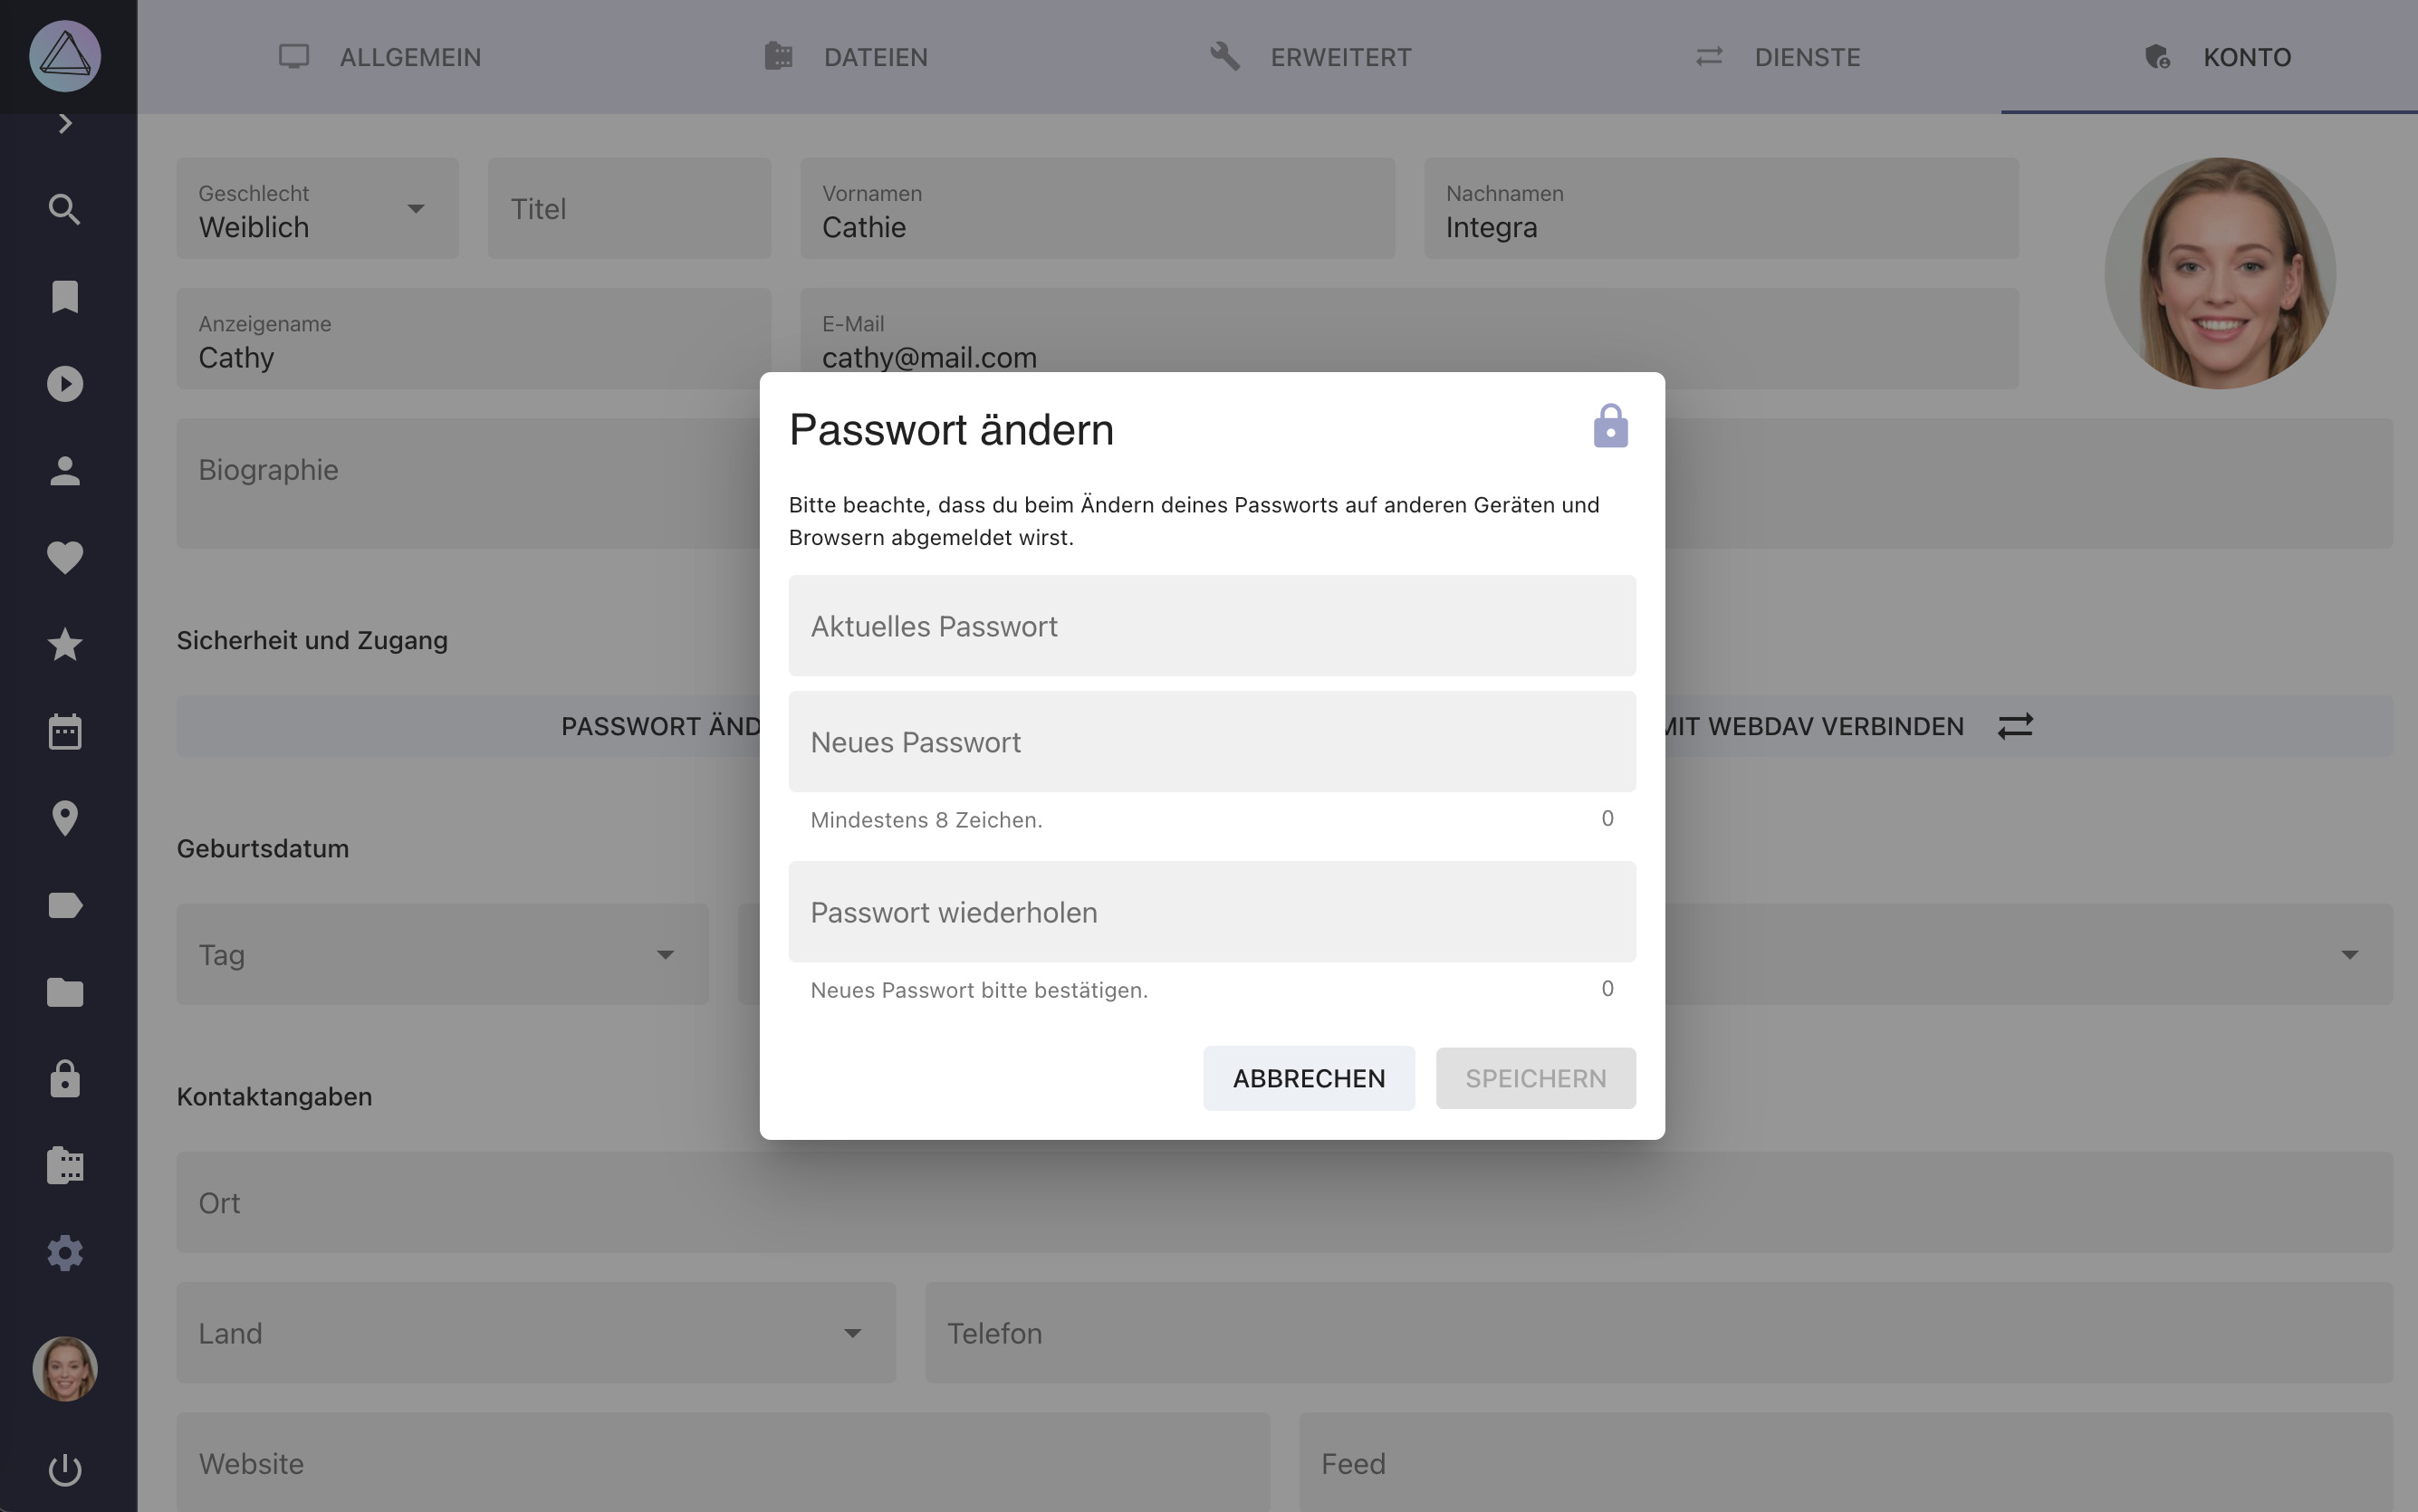 ALLGEMEIN
DATEIEN
ERWEITERT
DIENSTE
KONTO
Geschlecht
Weiblich
Titel
Vornamen
Cathie
Nachnamen
Integra
Anzeigename
Cathy
E-Mail
cathy@mail.com
Biographie
Passwort ändern
Bitte beachte, dass du beim Ändern deines Passworts auf anderen Geräten und
Browsern abgemeldet wirst.
Aktuelles Passwort
Neues Passwort
Mindestens 8 Zeichen.
0
Passwort wiederholen
Neues Passwort bitte bestätigen.
0
ABBRECHEN
SPEICHERN
Sicherheit und Zugang
PASSWORT ÄND
MIT WEBDAV VERBINDEN
Geburtsdatum
Tag
Kontaktangaben
Ort
Land
Telefon
Website
Feed